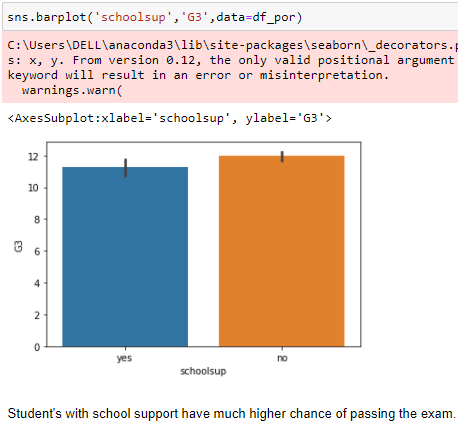 sns.barplot('schoolsup','G3',data=df_por)
C:\Users\DELL\anaconda3\lib\site-packages\seaborn\_decorators.p
s: x, y. From version 0.12, the only valid positional argument
keyword will result in an error or misinterpretation.
warnings.warn(
<AxesSubplot:xlabel='schoolsup', ylabel='G3'>
12
10
8
6
4
2
0
G3
yes no
schoolsup
Student's with school support have much higher chance of passing the exam.